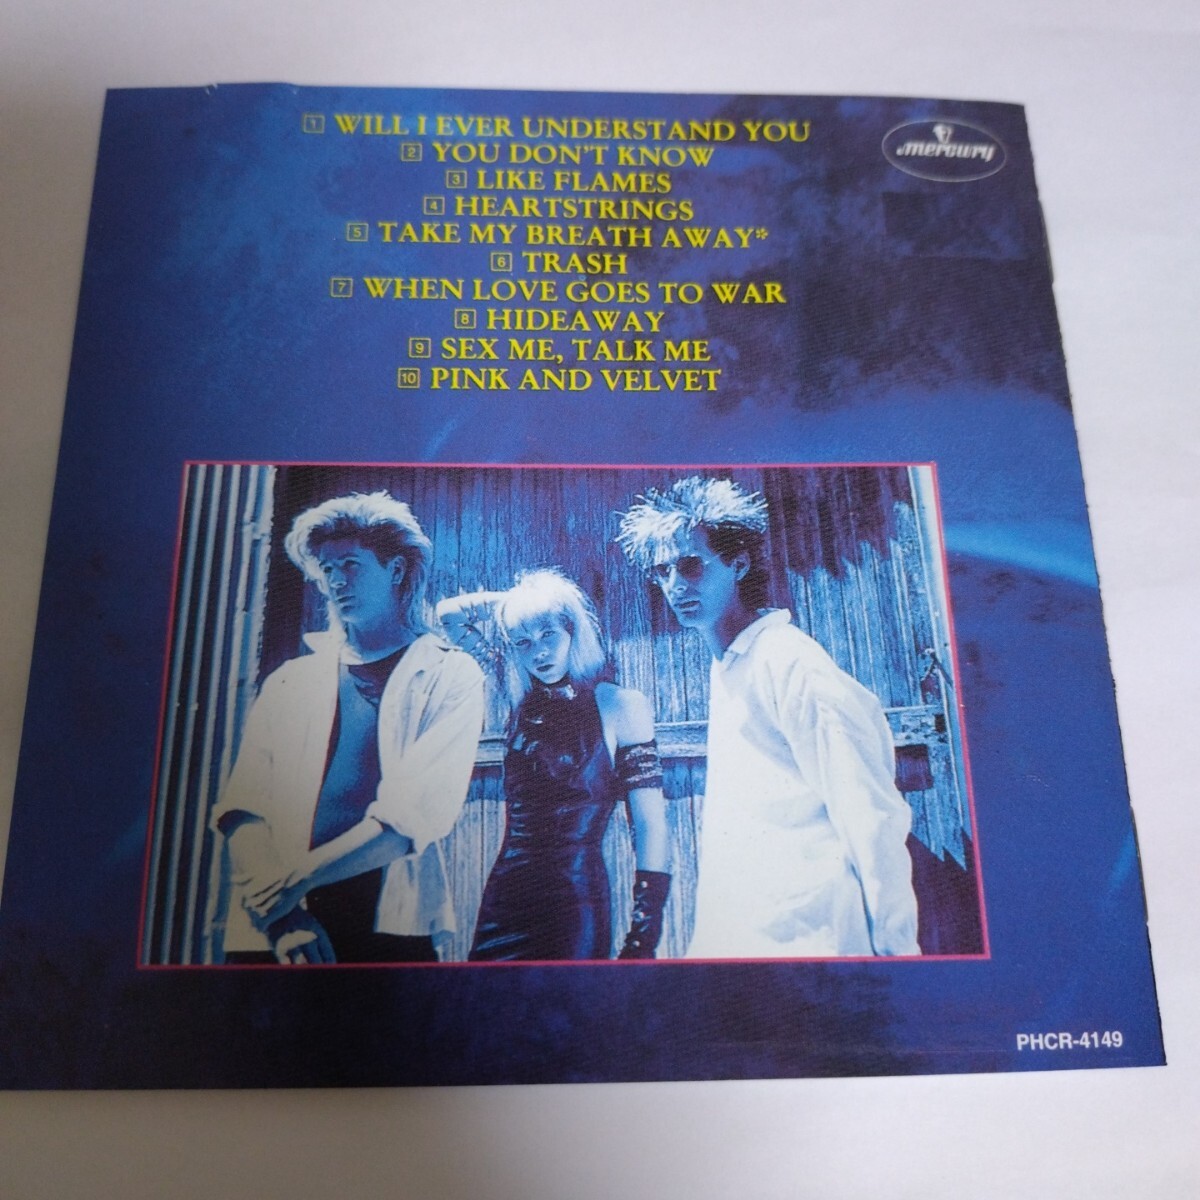 1 WILL I EVER UNDERSTAND YOU
2 YOU DON'T KNOW
3 LIKE FLAMES
4 HEARTSTRINGS
5 TAKE MY BREATH AWAY*
6 TRASH
7 WHEN LOVE GOES TO WAR
8 HIDEAWAY
9 SEX ME, TALK ME
10 PINK AND VELVET
mercury
PHCR-4149